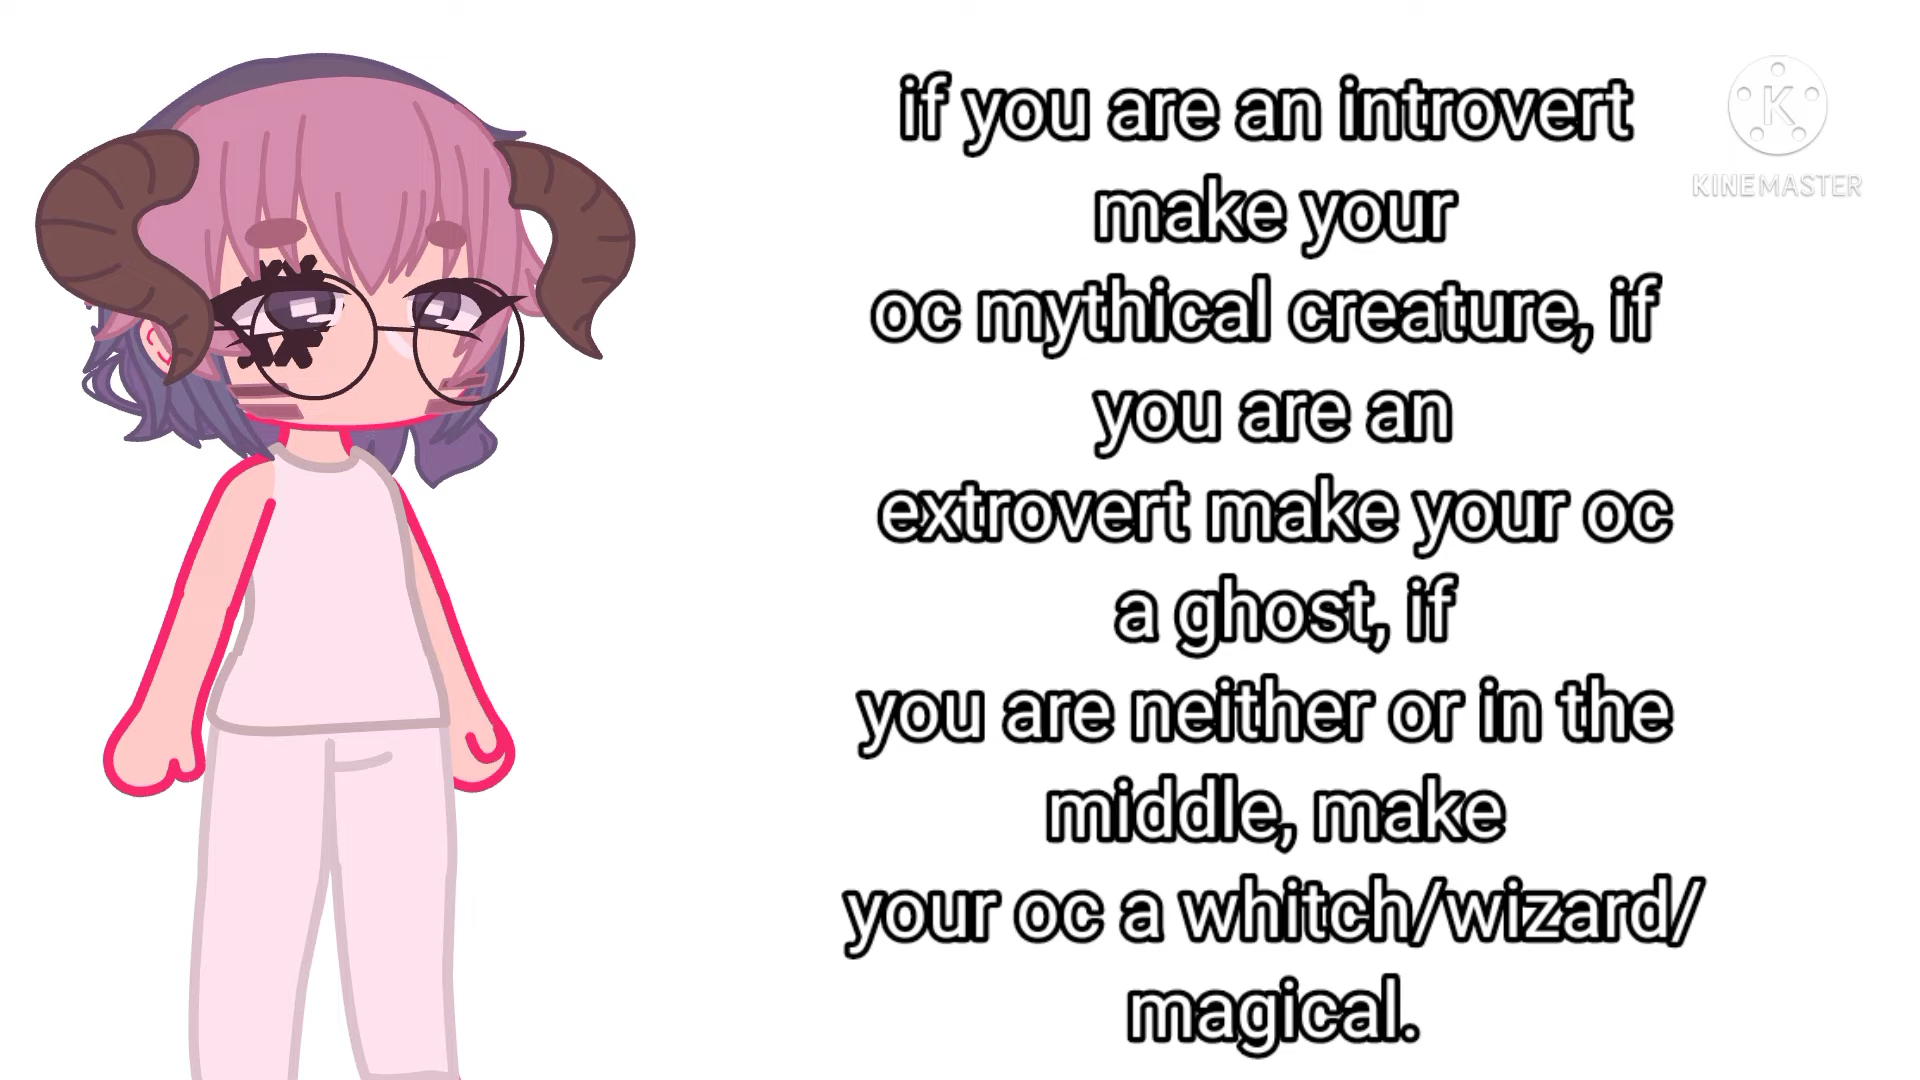 if you are an introvert
make your
oc mythical creature, if
you are an
extrovert make your oc
a ghost, if
you are neither or in the
middle, make
your oc a whitch/wizard/
magical.
K
KINEMASTER